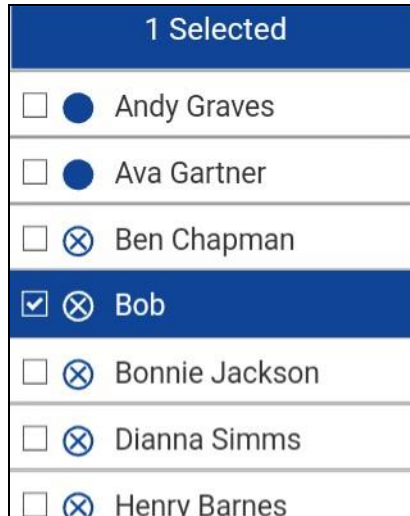 1 Selected
Andy Graves
Ava Gartner
Ben Chapman
Bob
Bonnie Jackson
Dianna Simms
Henry Barnes